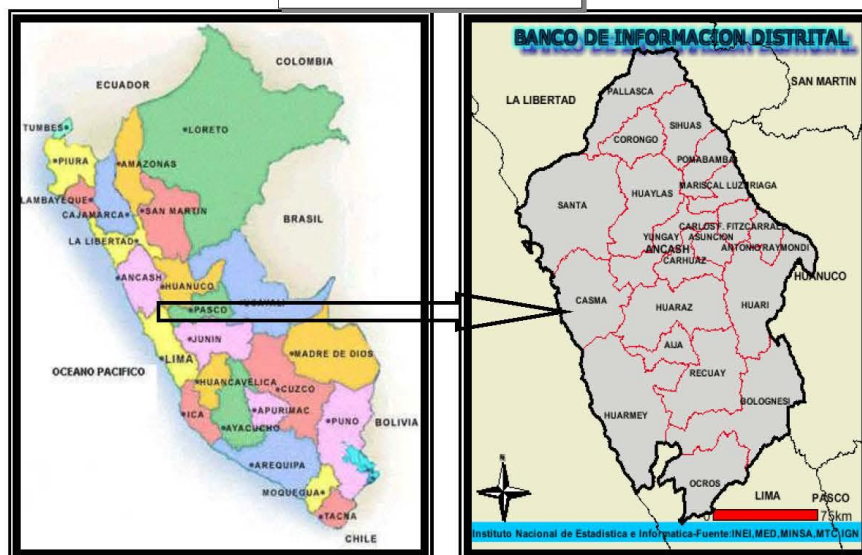 ECUADOR
COLOMBIA
TUMBES
LORETO
PIURA
AMAZONAS
LAMBAYEQUE
CAJAMARCA
SAN MARTIN
BRASIL
LA LIBERTAD
ANCASH
HUANUCO
UCAYALI
PASCO
JUNIN
LIMA
MADRE DE DIOS
OCEANO PACIFICO
HUANCAVELICA
CUZCO
ICA
APURIMAC
PUNO
AYACUCHO
BOLIVIA
AREQUIPA
MOQUEGUA
TACNA
CHILE
BANCO DE INFORMACION DISTRITAL
SAN MARTIN
PALLASCA
LA LIBERTAD
SIHUAS
CORONGO
POMABAMBA
MARISCAL LUZURIAGA
HUAYLAS
SANTA
CARLOS F. FITZCARRALD
YUNGAY
ASUNCION
ANCASH
ANTONIO RAYMONDI
CARHUAZ
HUANUCO
CASMA
HUARAZ
HUARI
AIJA
RECUAY
BOLOGNESI
HUARMEY
OCROS
N
LIMA
PASCO
0 75km
Instituto Nacional de Estadistica e Informatica-Fuente:INEI,MED,MINSA,MTC,IGN